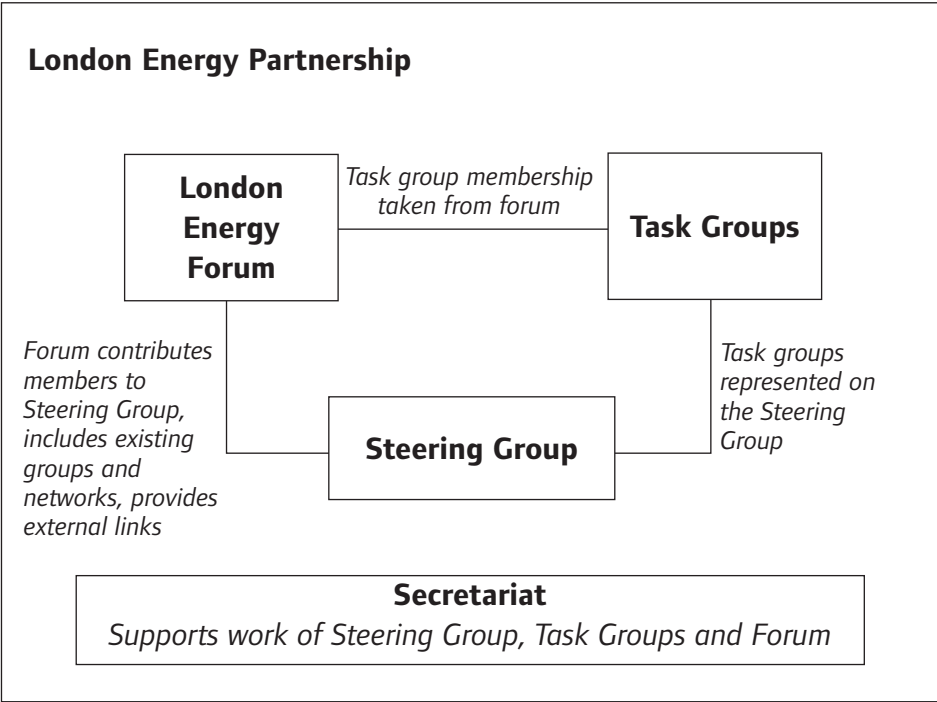 London Energy Partnership
London
Energy
Forum
Task group membership
taken from forum
Task Groups
Forum contributes
members to
Steering Group,
includes existing
groups and
networks, provides
external links
Steering Group
Task groups
represented on
the Steering
Group
Secretariat
Supports work of Steering Group, Task Groups and Forum